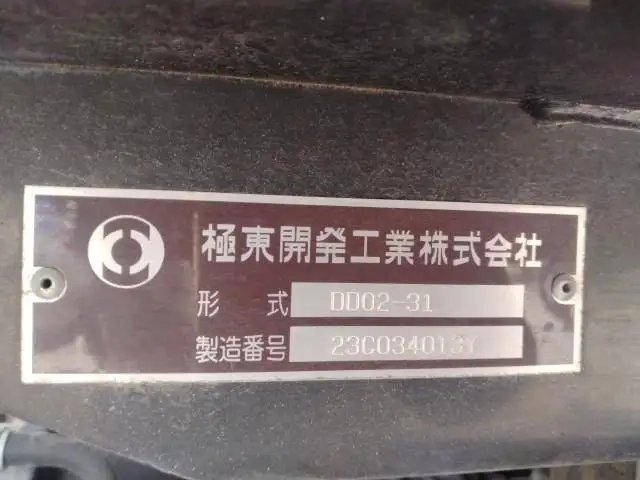 極東開発工業株式会社
形 式 DD02-31
製造番号 23C034013Y